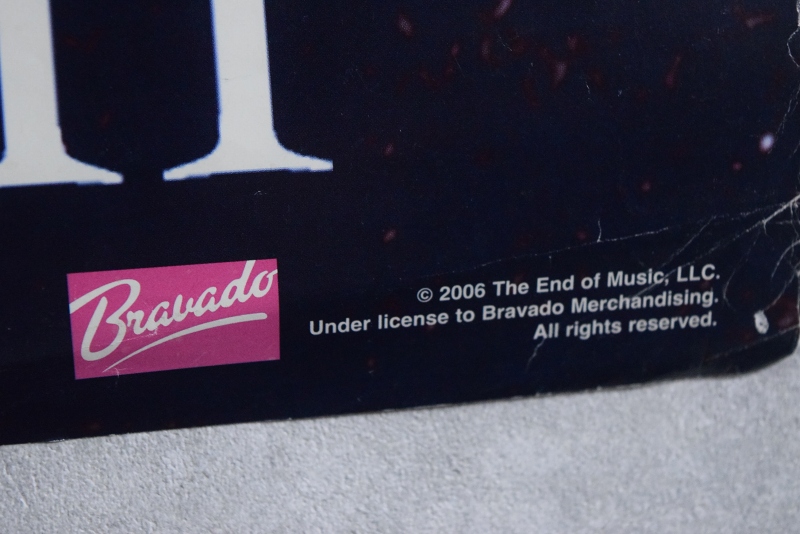 Bravado
© 2006 The End of Music, LLC.
Under license to Bravado Merchandising.
All rights reserved.